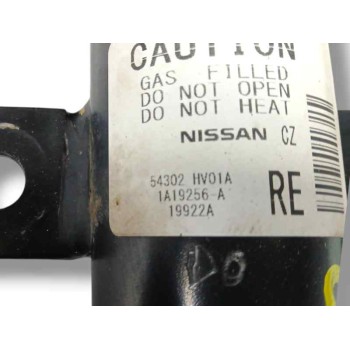 CAUTION
GAS FILLED
DO NOT OPEN
DO NOT HEAT
NISSAN CZ
54302 HV01A
1A19256-A
19922A
RE